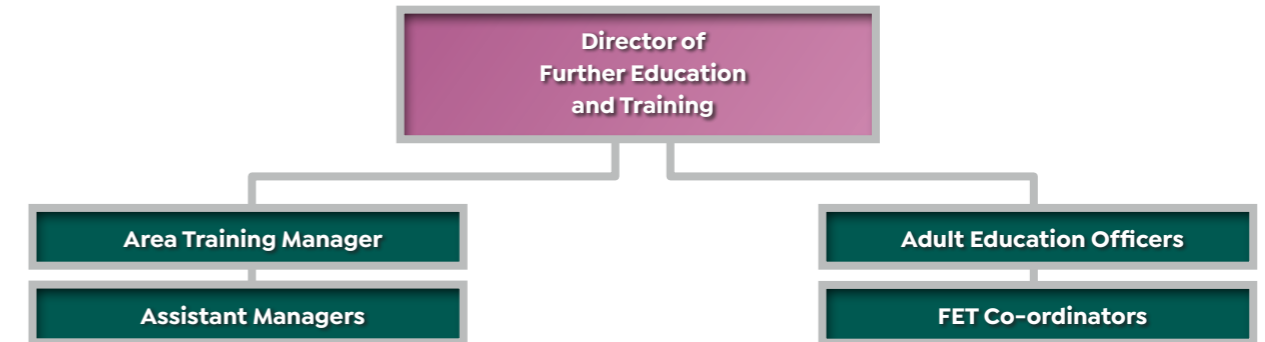 Director of
Further Education
and Training
Area Training Manager
Adult Education Officers
Assistant Managers
FET Co-ordinators